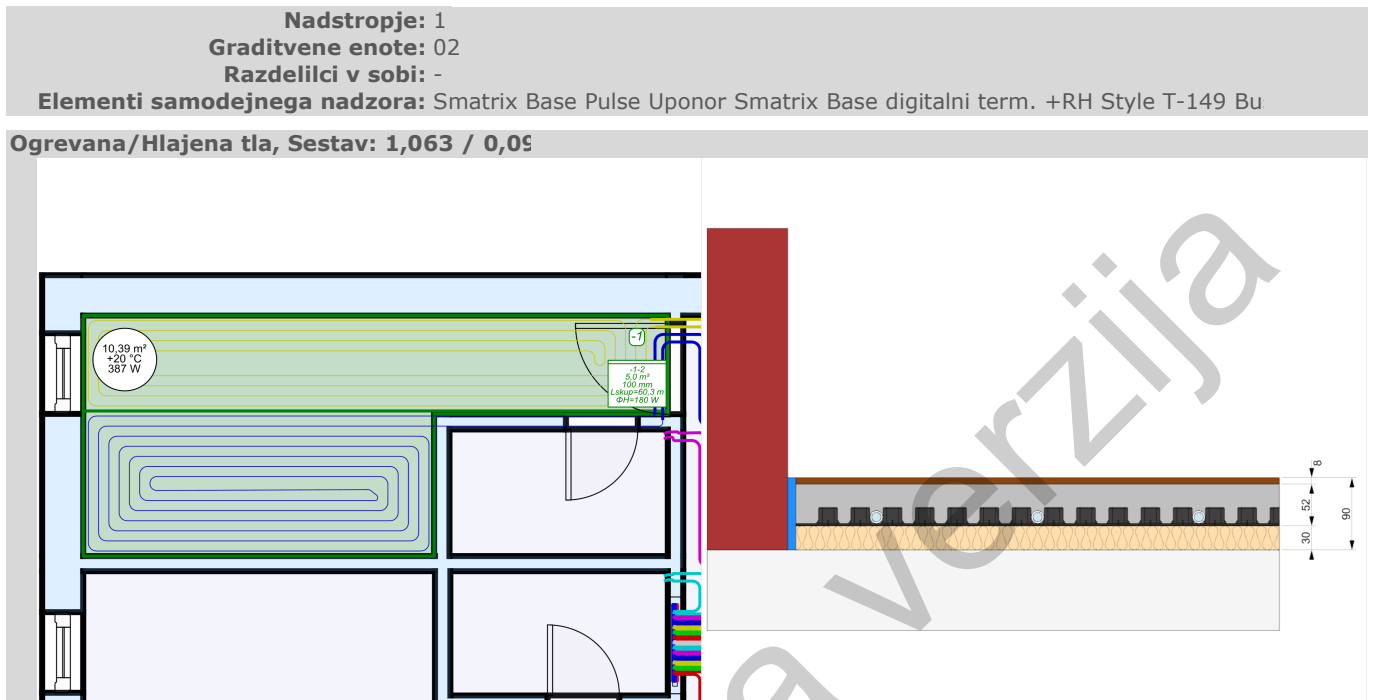 Nadstropje: 1
Graditvene enote: 02
Razdelilci v sobi: -
Elementi samodejnega nadzora: Smatrix Base Pulse Uponor Smatrix Base digitalni term. +RH Style T-149 Bu
Ogrevana/Hlajena tla, Sestav: 1,063 / 0,09
10,39 m²
+20 °C
387 W
-1
-1-2
5,0 m²
100 mm
Lskup=60,3 m
ΦH=180 W
8
52
90
30
a verzija